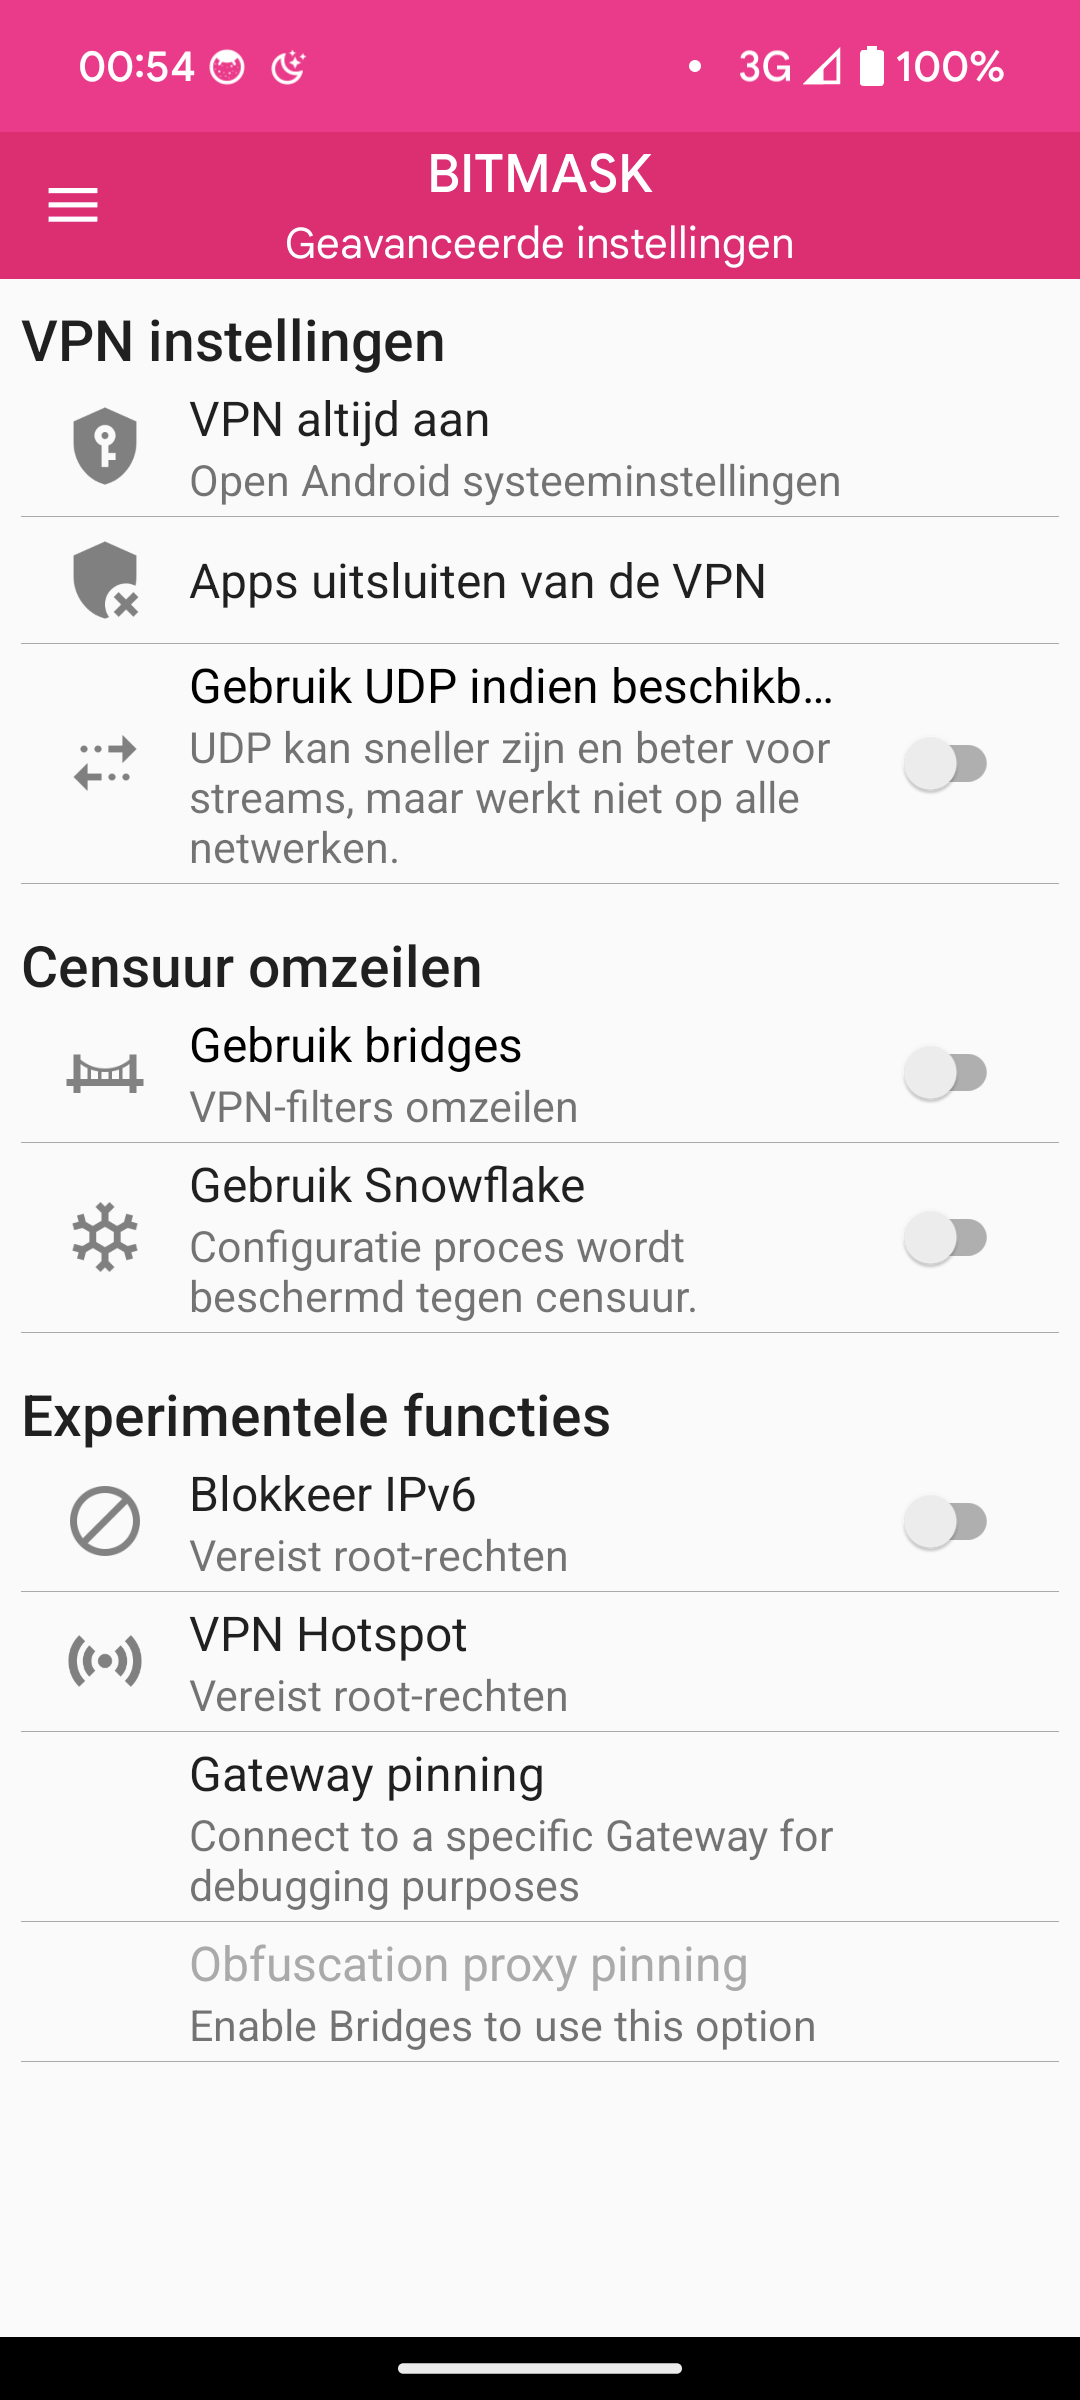 00:54
3G 100%
BITMASK
Geavanceerde instellingen
VPN instellingen
VPN altijd aan
Open Android systeeminstellingen
Apps uitsluiten van de VPN
Gebruik UDP indien beschikb…
UDP kan sneller zijn en beter voor
streams, maar werkt niet op alle
netwerken.
Censuur omzeilen
Gebruik bridges
VPN-filters omzeilen
Gebruik Snowflake
Configuratie proces wordt
beschermd tegen censuur.
Experimentele functies
Blokkeer IPv6
Vereist root-rechten
VPN Hotspot
Vereist root-rechten
Gateway pinning
Connect to a specific Gateway for
debugging purposes
Obfuscation proxy pinning
Enable Bridges to use this option